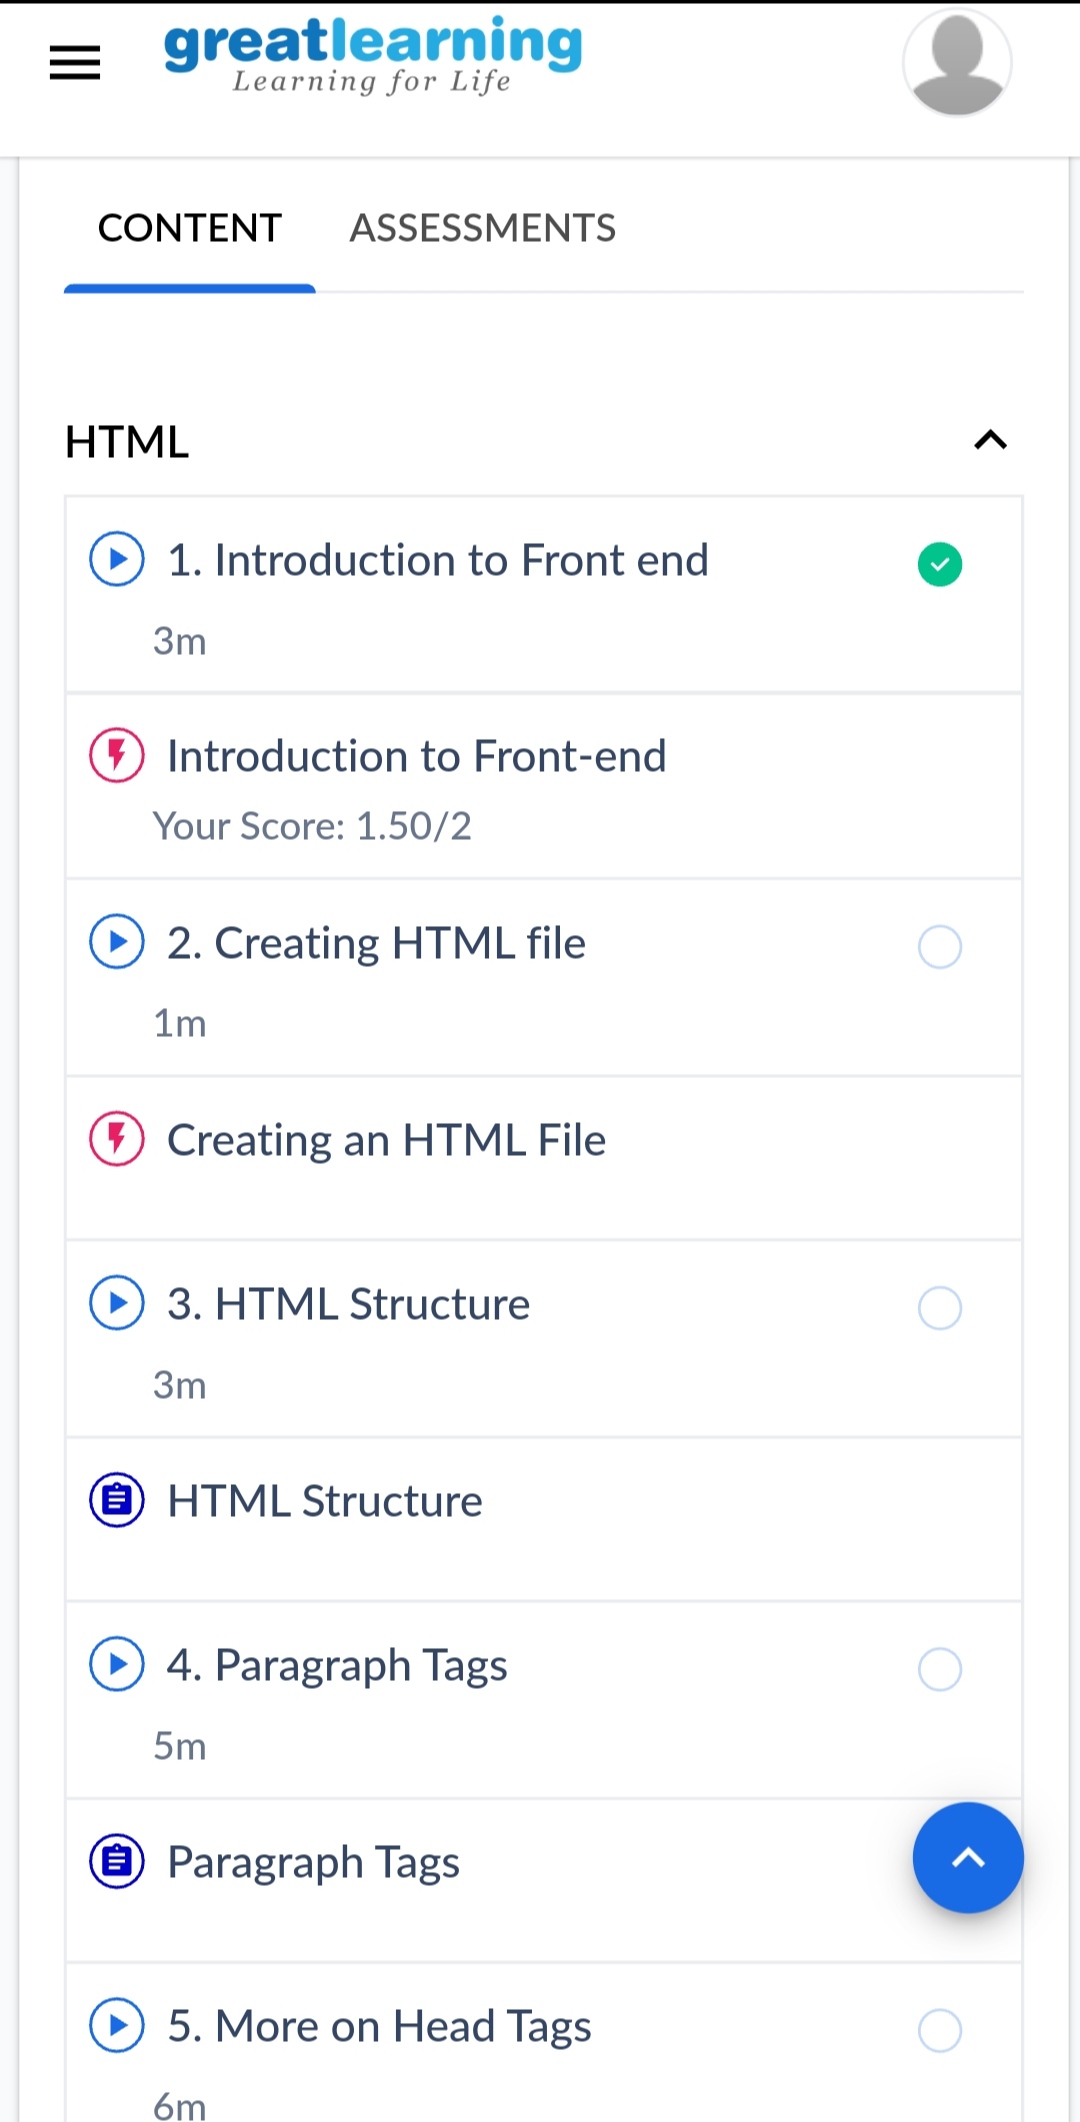 greatlearning
Learning for Life
CONTENT ASSESSMENTS
HTML
1. Introduction to Front end
3m
Introduction to Front-end
Your Score: 1.50/2
2. Creating HTML file
1m
Creating an HTML File
3. HTML Structure
3m
HTML Structure
4. Paragraph Tags
5m
Paragraph Tags
5. More on Head Tags
6m